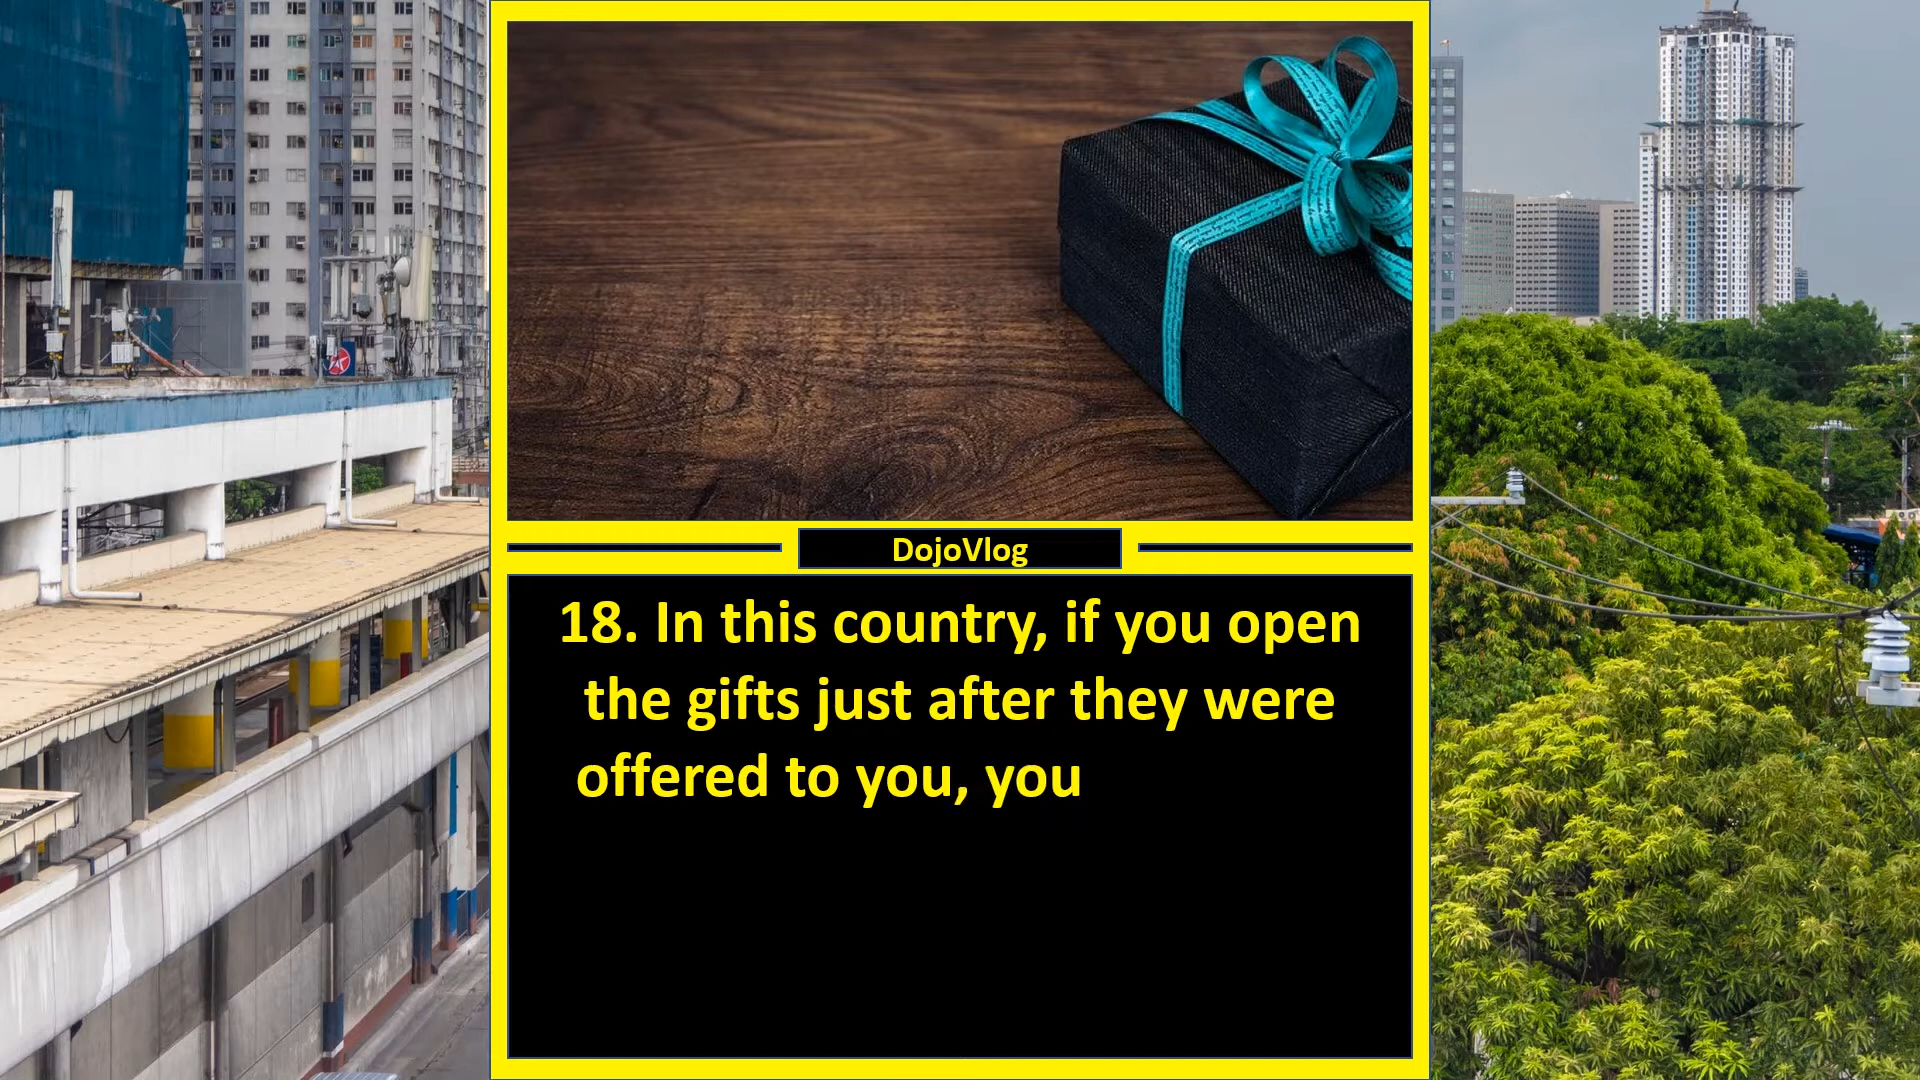 DojoVlog
18. In this country, if you open
the gifts just after they were
offered to you, you